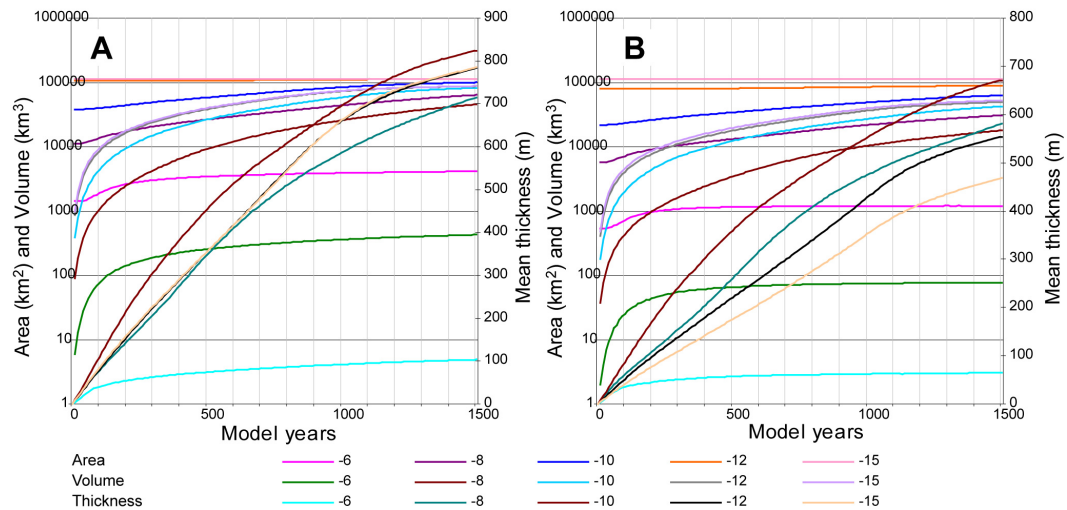 1000000
100000
10000
1000
100
10
1
900
800
700
600
500
400
300
200
100
0
A
Area (km2) and Volume (km3)
Mean thickness (m)
0 500 1000 1500
Model years
1000000
100000
10000
1000
100
10
1
800
700
600
500
400
300
200
100
0
B
Area (km2) and Volume (km3)
Mean thickness (m)
0 500 1000 1500
Model years
Area -6 -8 -10 -12 -15
Volume -6 -8 -10 -12 -15
Thickness -6 -8 -10 -12 -15